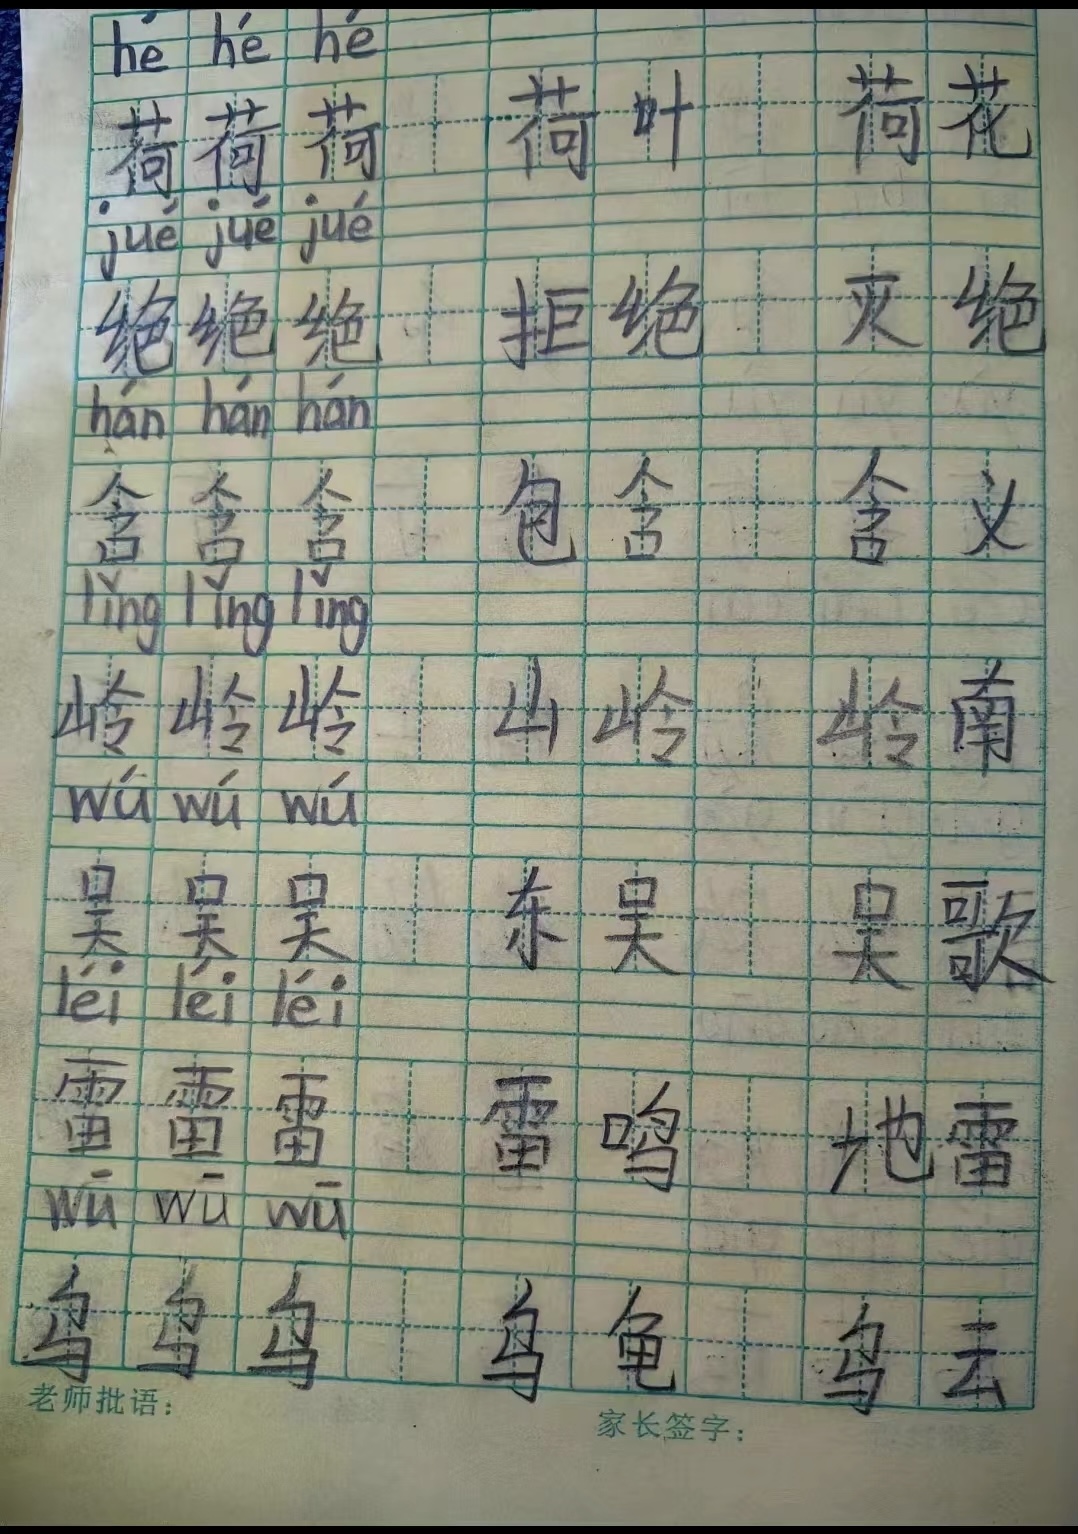 hé hé hé
荷 荷 荷 荷 叶 荷 花
jué jué jué
绝 绝 绝 拒 绝 灭 绝
hán hán hán
含 含 含 包 含 含 义
lǐng lǐng lǐng
岭 岭 岭 山 岭 岭 南
wú wú wú
吴 吴 吴 东 吴 吴 歌
léi léi léi
雷 雷 雷 雷 鸣 地 雷
wū wū wū
乌 乌 乌 乌 龟 乌 云
老师批语：
家长签字：